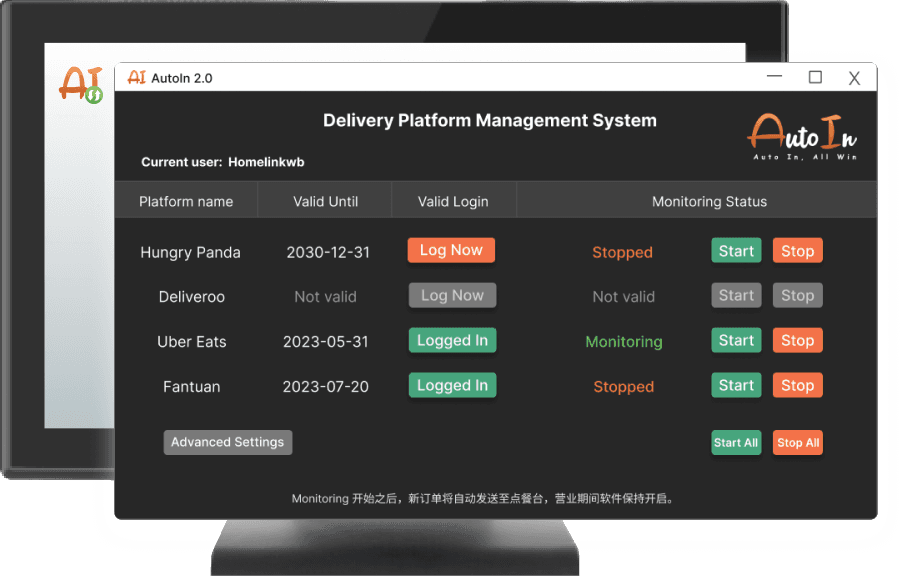 AI
AI AutoIn 2.0
Delivery Platform Management System
AutoIn
Auto In, All Win
Current user: Homelinkwb
Platform name Valid Until Valid Login Monitoring Status
Hungry Panda 2030-12-31 Log Now Stopped Start Stop
Deliveroo Not valid Log Now Not valid Start Stop
Uber Eats 2023-05-31 Logged In Monitoring Start Stop
Fantuan 2023-07-20 Logged In Stopped Start Stop
Advanced Settings Start All Stop All
Monitoring 开始之后，新订单将自动发送至点餐台，营业期间软件保持开启。